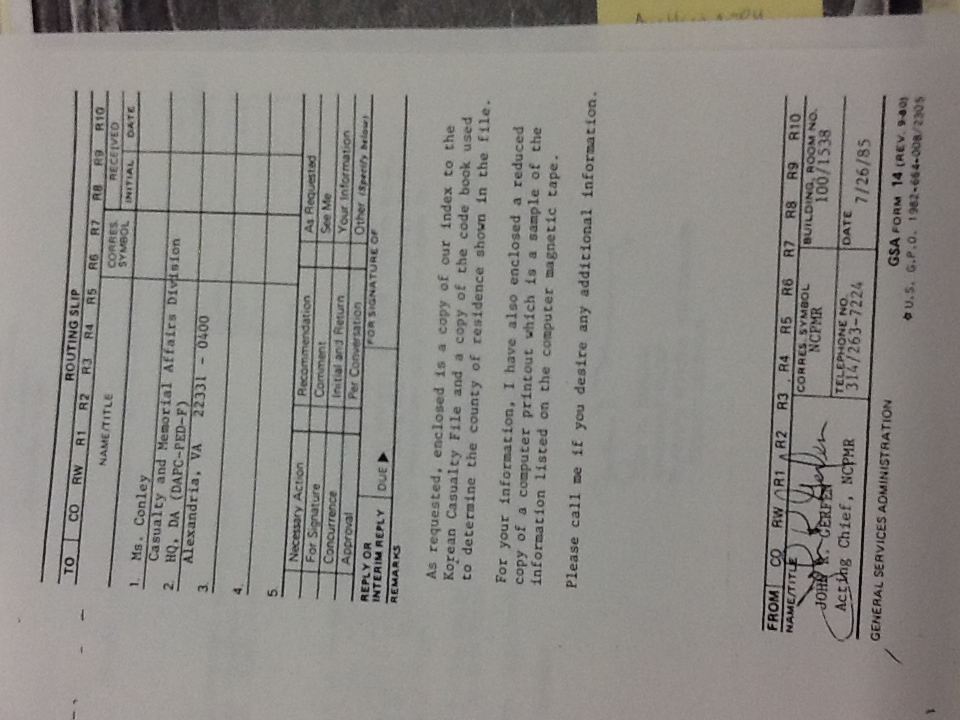 ROUTING SLIP
TO CO RW R1 R2 R3 R4 R5 R6 R7 R8 R9 R10
NAME/TITLE CORRES. SYMBOL RECEIVED
INITIAL DATE
1. Ms. Conley
Casualty and Memorial Affairs Division
2. HQ, DA (DAPC-PED-F)
Alexandria, VA 22331 - 0400
3.
4.
5.
Necessary Action Recommendation As Requested
For Signature Comment See Me
Concurrence Initial and Return Your Information
Approval Per Conversation Other (Specify below)
REPLY OR INTERIM REPLY DUE ▶ FOR SIGNATURE OF
REMARKS
As requested, enclosed is a copy of our index to the
Korean Casualty File and a copy of the code book used
to determine the county of residence shown in the file.
For your information, I have also enclosed a reduced
copy of a computer printout which is a sample of the
information listed on the computer magnetic tape.
Please call me if you desire any additional information.
FROM CO RW R1 R2 R3 R4 R5 R6 R7 R8 R9 R10
NAME/TITLE CORRES. SYMBOL BUILDING, ROOM NO.
John R Gerfen
JOHN R. GERFEN NCPMR 100/1538
Acting Chief, NCPMR TELEPHONE NO. DATE
314/263-7224 7/26/85
GENERAL SERVICES ADMINISTRATION GSA FORM 14 (REV. 9-80)
U.S. G.P.O. 1982-664-008/2305